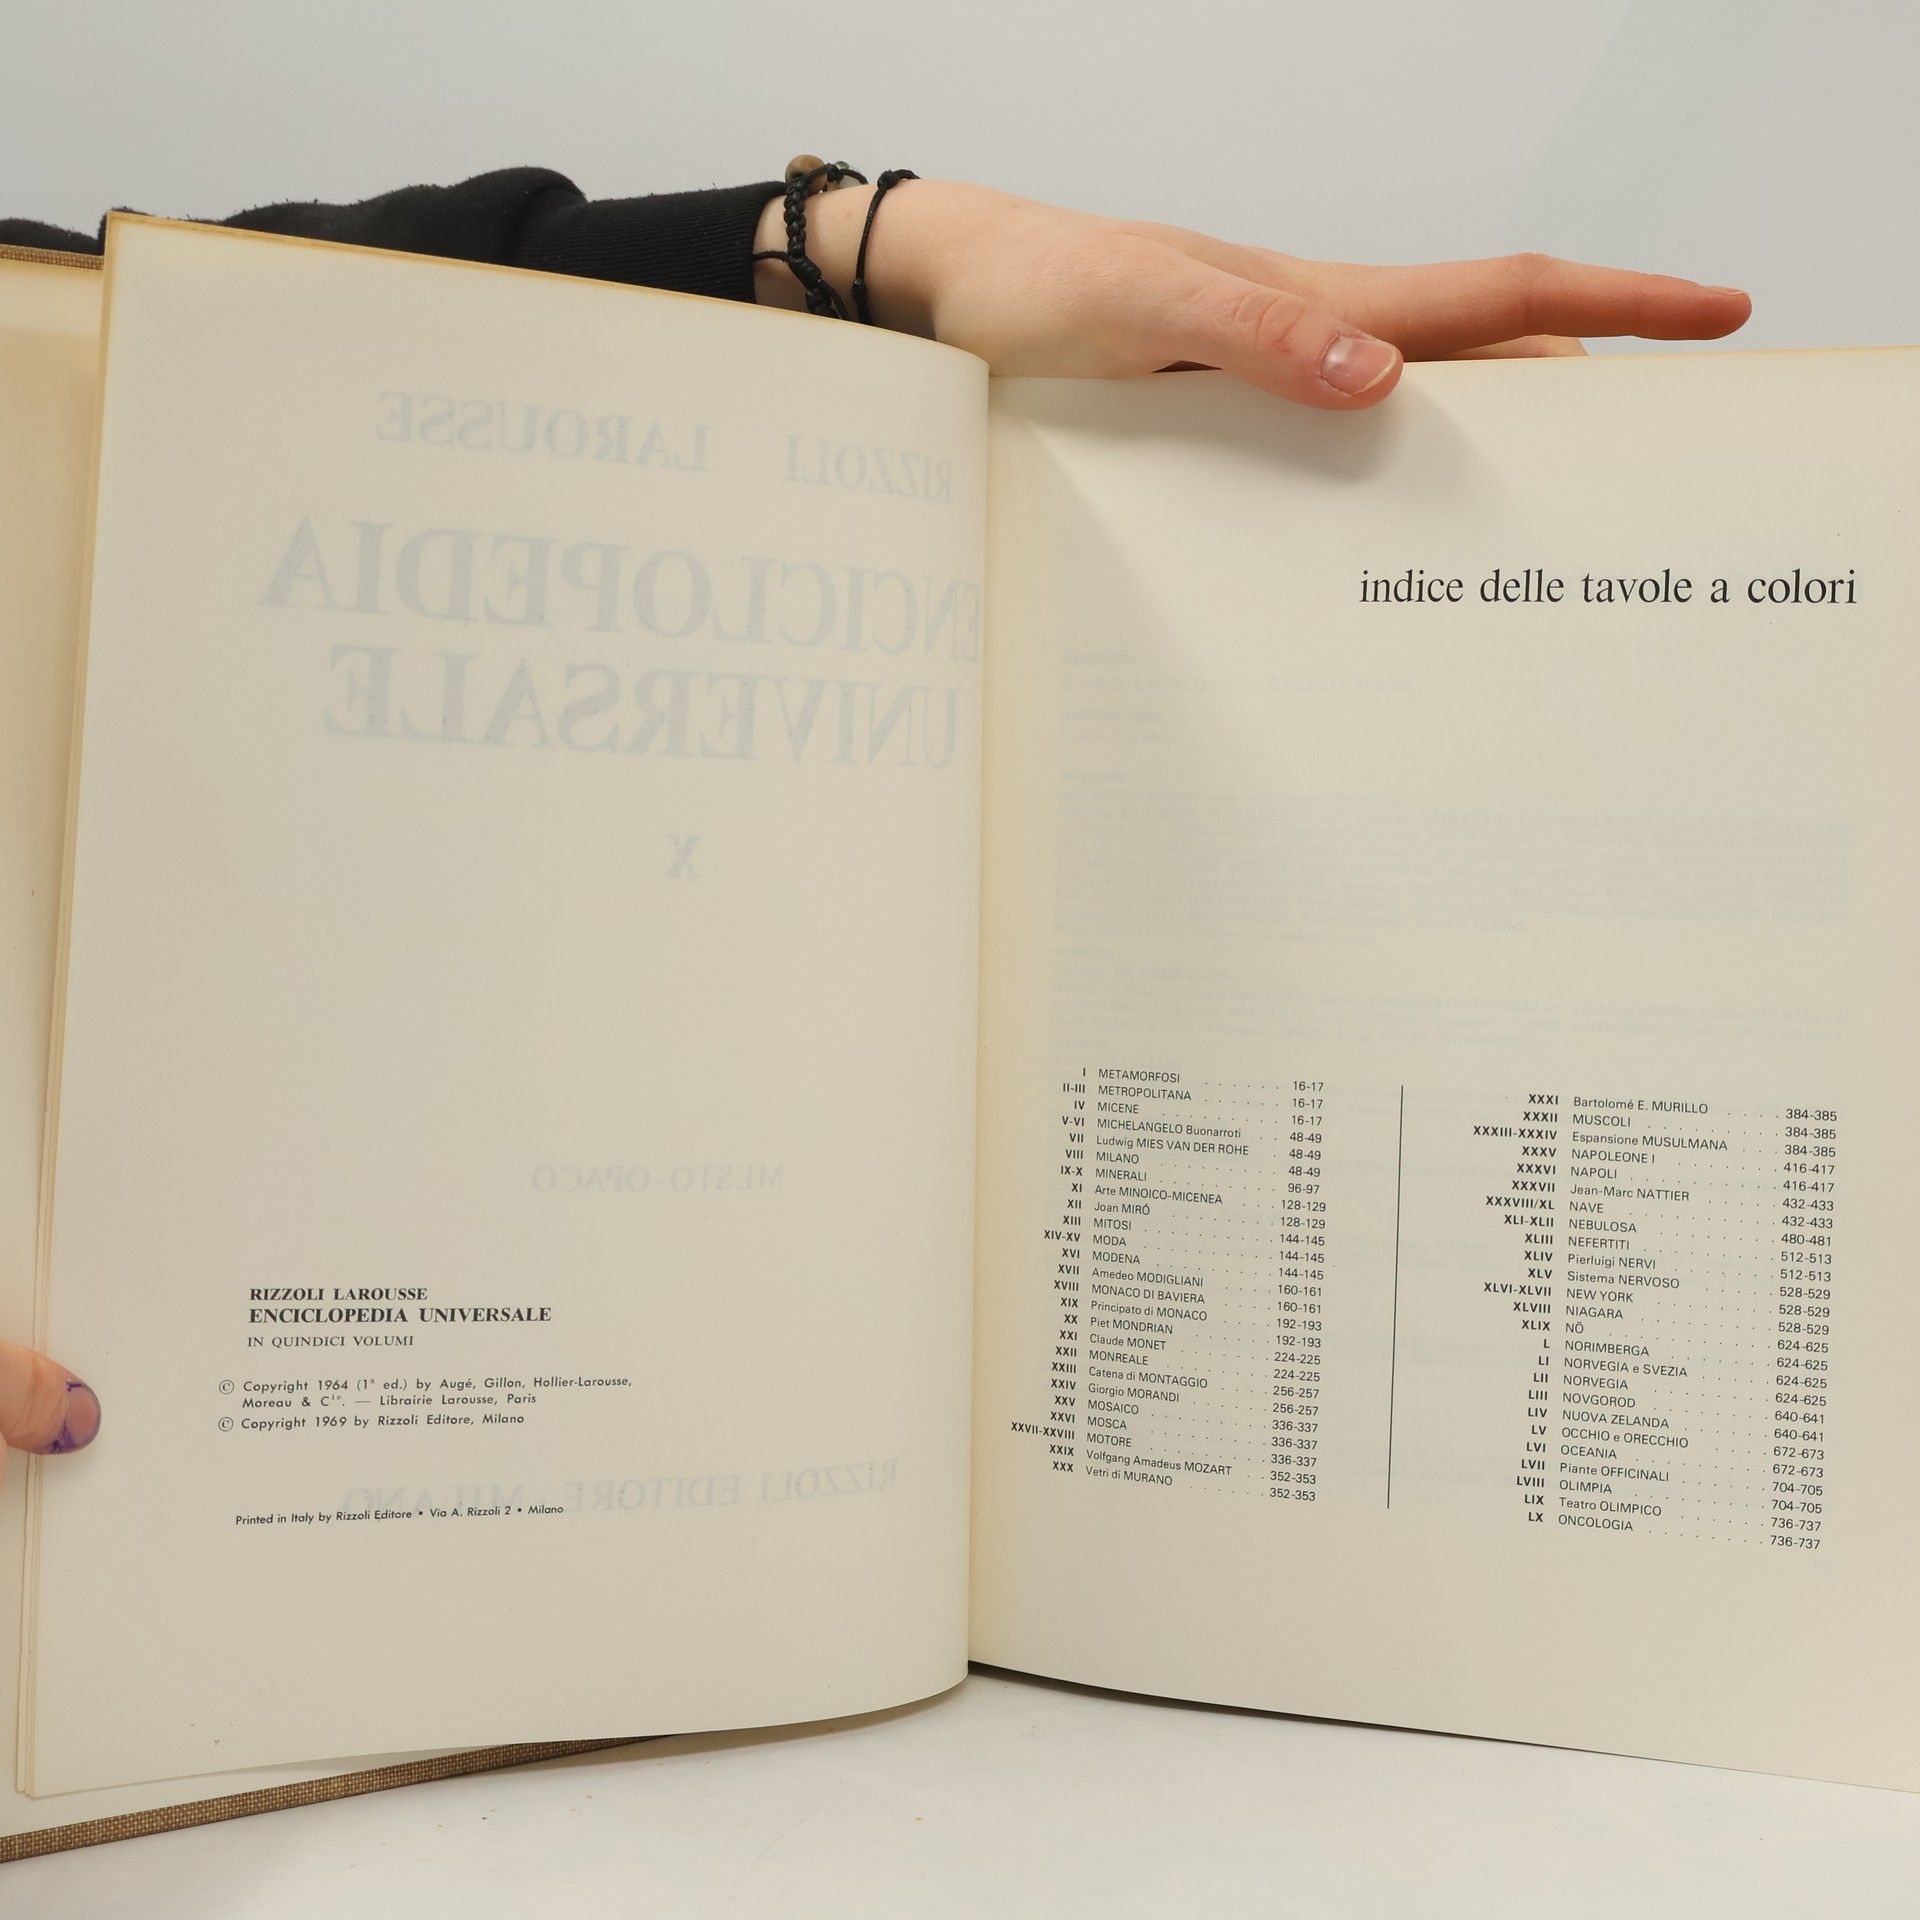 RIZZOLI LAROUSSE
ENCICLOPEDIA
UNIVERSALE
X
MESTO-OPACO
RIZZOLI LAROUSSE
ENCICLOPEDIA UNIVERSALE
IN QUINDICI VOLUMI
© Copyright 1964 (1ª ed.) by Augé, Gillon, Hollier-Larousse,
Moreau & Cie. — Librairie Larousse, Paris
© Copyright 1969 by Rizzoli Editore, Milano
RIZZOLI EDITORE - MILANO
Printed in Italy by Rizzoli Editore • Via A. Rizzoli 2 • Milano
indice delle tavole a colori
I METAMORFOSI . . . . . . 16-17
II-III METROPOLITANA . . . . . 16-17
IV MICENE . . . . . . . . 16-17
V-VI MICHELANGELO Buonarroti . . 48-49
VII Ludwig MIES VAN DER ROHE . 48-49
VIII MILANO . . . . . . . . 48-49
IX-X MINERALI . . . . . . . 96-97
XI Arte MINOICO-MICENEA . . . 128-129
XII Joan MIRÓ . . . . . . . 128-129
XIII MITOSI . . . . . . . . 144-145
XIV-XV MODA . . . . . . . . 144-145
XVI MODENA . . . . . . . . 144-145
XVII Amedeo MODIGLIANI . . . . 160-161
XVIII MONACO DI BAVIERA . . . . 160-161
XIX Principato di MONACO . . . . 192-193
XX Piet MONDRIAN . . . . . . 192-193
XXI Claude MONET . . . . . . 224-225
XXII MONREALE . . . . . . . 224-225
XXIII Catena di MONTAGGIO . . . . 256-257
XXIV Giorgio MORANDI . . . . . 256-257
XXV MOSAICO . . . . . . . 336-337
XXVI MOSCA . . . . . . . . 336-337
XXVII-XXVIII MOTORE . . . . . . . 336-337
XXIX Volfgang Amadeus MOZART . . 352-353
XXX Vetri di MURANO . . . . . . 352-353
XXXI Bartolomé E. MURILLO . . . . 384-385
XXXII MUSCOLI . . . . . . . . 384-385
XXXIII-XXXIV Espansione MUSULMANA . . . 384-385
XXXV NAPOLEONE I . . . . . . 416-417
XXXVI NAPOLI . . . . . . . . 416-417
XXXVII Jean-Marc NATTIER . . . . . 432-433
XXXVIII/XL NAVE . . . . . . . . . 432-433
XLI-XLII NEBULOSA . . . . . . . 480-481
XLIII NEFERTITI . . . . . . . . 512-513
XLIV Pierluigi NERVI . . . . . . 512-513
XLV Sistema NERVOSO . . . . . 528-529
XLVI-XLVII NEW YORK . . . . . . . 528-529
XLVIII NIAGARA . . . . . . . . 528-529
XLIX NŌ . . . . . . . . . . 624-625
L NORIMBERGA . . . . . . 624-625
LI NORVEGIA e SVEZIA . . . . 624-625
LII NORVEGIA . . . . . . . 624-625
LIII NOVGOROD . . . . . . . 640-641
LIV NUOVA ZELANDA . . . . . 640-641
LV OCCHIO e ORECCHIO . . . . 672-673
LVI OCEANIA . . . . . . . . 672-673
LVII Piante OFFICINALI . . . . . 704-705
LVIII OLIMPIA . . . . . . . . 704-705
LIX Teatro OLIMPICO . . . . . . 736-737
LX ONCOLOGIA . . . . . . . 736-737